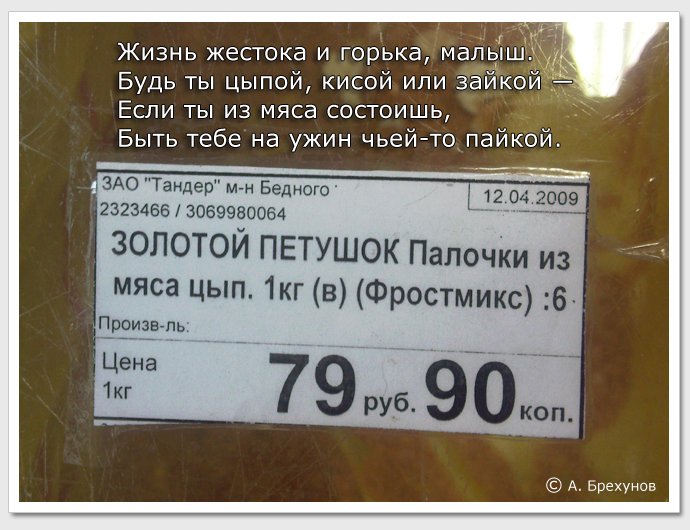 Жизнь жестока и горька, малыш.
Будь ты цыпой, кисой или зайкой —
Если ты из мяса состоишь,
Быть тебе на ужин чьей-то пайкой.
ЗАО "Тандер" м-н Бедного
12.04.2009
2323466 / 3069980064
ЗОЛОТОЙ ПЕТУШОК Палочки из
мяса цып. 1кг (в) (Фростмикс) :6
Произв-ль:
Цена
1кг
79 руб. 90 коп.
© А. Брехунов